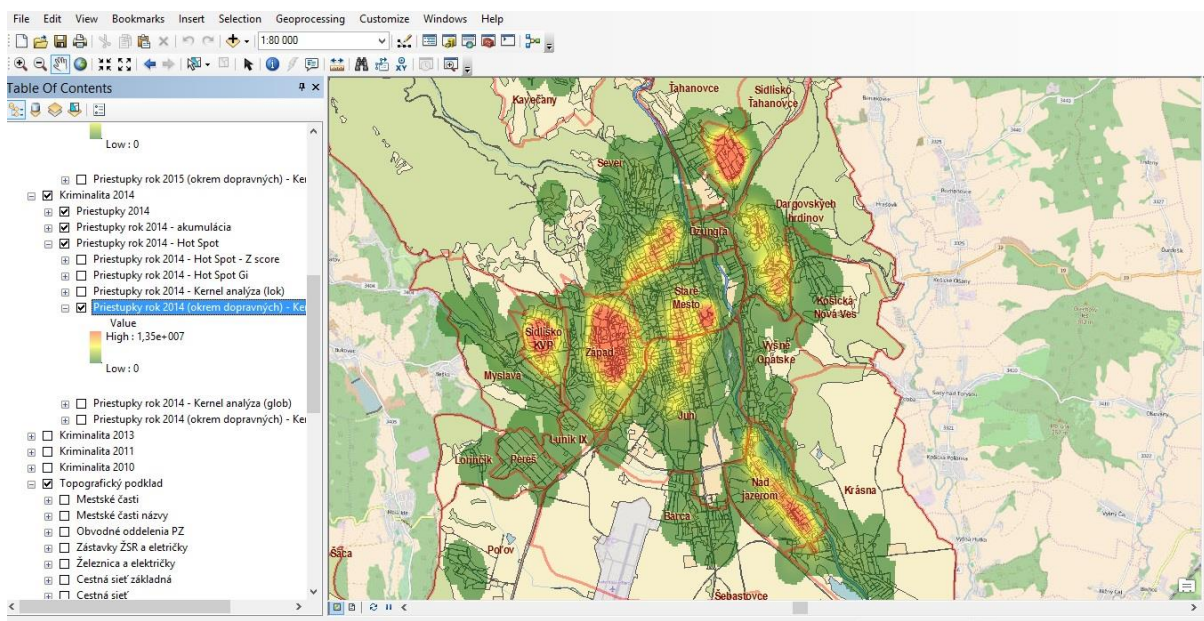 File Edit View Bookmarks Insert Selection Geoprocessing Customize Windows Help
1:80 000
Table Of Contents
Low : 0
Priestupky rok 2015 (okrem dopravných) - Ke
Kriminalita 2014
Priestupky 2014
Priestupky rok 2014 - akumulácia
Priestupky rok 2014 - Hot Spot
Priestupky rok 2014 - Hot Spot - Z score
Priestupky rok 2014 - Hot Spot Gi
Priestupky rok 2014 - Kernel analýza (lok)
Priestupky rok 2014 (okrem dopravných) - Ke
Value
High : 1,35e+007
Low : 0
Priestupky rok 2014 - Kernel analýza (glob)
Priestupky rok 2014 (okrem dopravných) - Ke
Kriminalita 2013
Kriminalita 2011
Kriminalita 2010
Topografický podklad
Mestské časti
Mestské časti názvy
Obvodné oddelenia PZ
Zástavky ŽSR a eletričky
Železnica a električky
Cestná sieť základná
Cestná sieť
Kavečany
Ťahanovce
Sídlisko
Ťahanovce
Sever
Dargovských
hrdinov
Džungľa
Staré
Mesto
Košická
Nová Ves
Sídlisko
KVP
Západ
Vyšné
Opátske
Myslava
Juh
Luník IX
Lorinčík
Pereš
Nad
jazerom
Krásna
Barca
Šaca
Poľov
Šebastovce